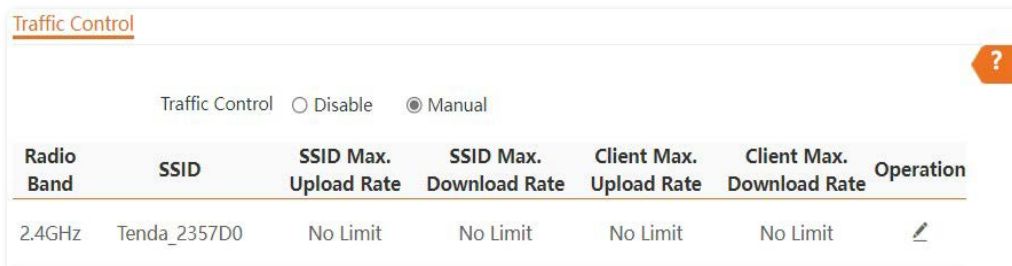 Traffic Control
?
Traffic Control Disable Manual
Radio Band SSID SSID Max. Upload Rate SSID Max. Download Rate Client Max. Upload Rate Client Max. Download Rate Operation
2.4GHz Tenda_2357D0 No Limit No Limit No Limit No Limit